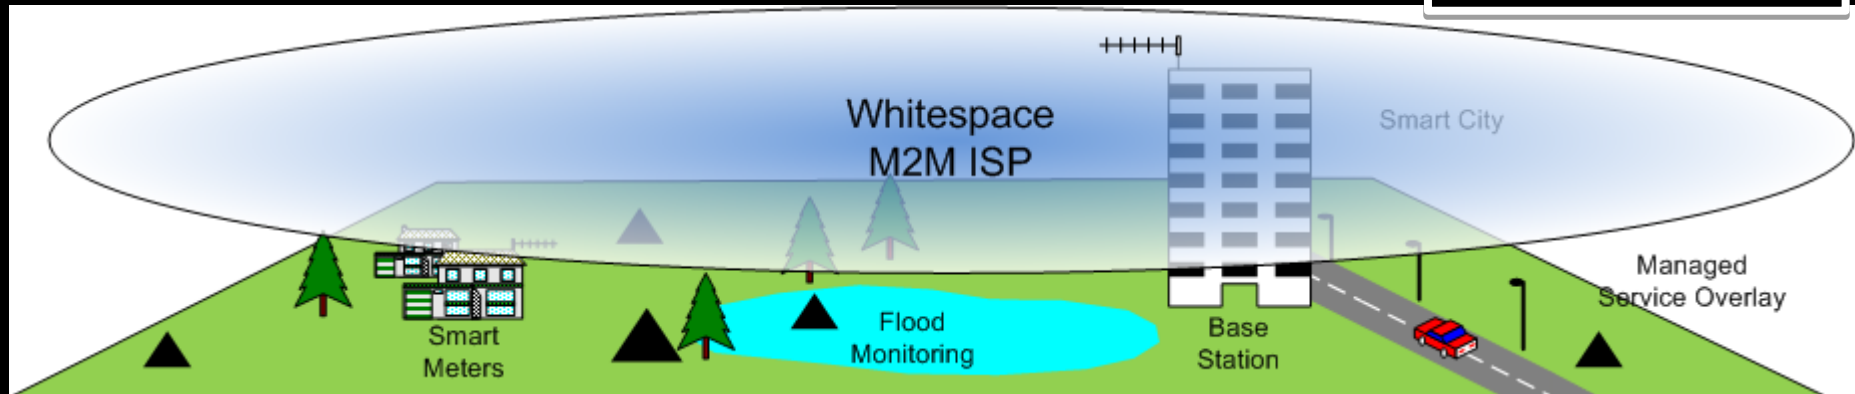 Whitespace
M2M ISP
Smart City
Managed
Service Overlay
Smart
Meters
Flood
Monitoring
Base
Station